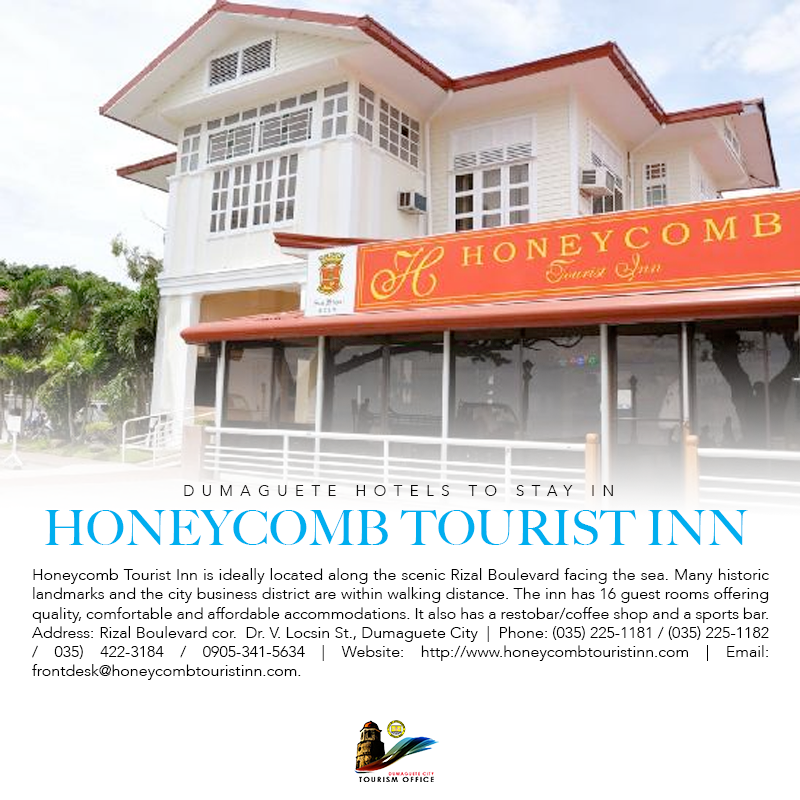 H HONEYCOMB
Tourist Inn
DUMAGUETE HOTELS TO STAY IN
HONEYCOMB TOURIST INN
Honeycomb Tourist Inn is ideally located along the scenic Rizal Boulevard facing the sea. Many historic
landmarks and the city business district are within walking distance. The inn has 16 guest rooms offering
quality, comfortable and affordable accommodations. It also has a restobar/coffee shop and a sports bar.
Address: Rizal Boulevard cor. Dr. V. Locsin St., Dumaguete City | Phone: (035) 225-1181 / (035) 225-1182
/ 035) 422-3184 / 0905-341-5634 | Website: http://www.honeycombtouristinn.com | Email:
frontdesk@honeycombtouristinn.com.
DUMAGUETE CITY
TOURISM OFFICE